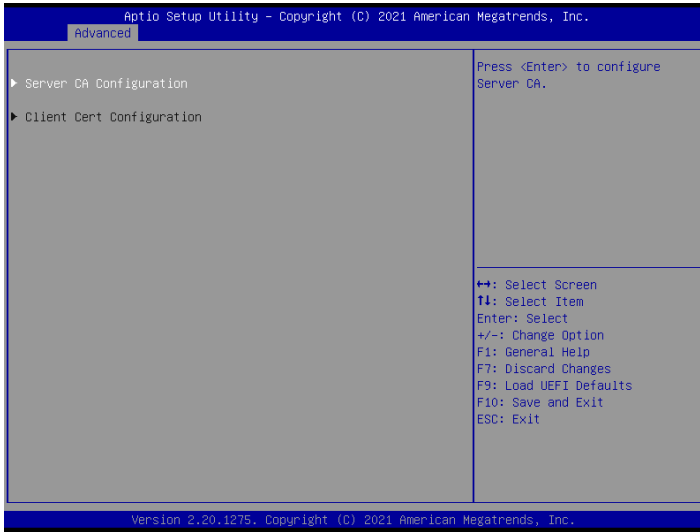 Aptio Setup Utility – Copyright (C) 2021 American Megatrends, Inc.
Advanced
▶ Server CA Configuration
▶ Client Cert Configuration
Press <Enter> to configure
Server CA.
↔: Select Screen
↑↓: Select Item
Enter: Select
+/-: Change Option
F1: General Help
F7: Discard Changes
F9: Load UEFI Defaults
F10: Save and Exit
ESC: Exit
Version 2.20.1275. Copyright (C) 2021 American Megatrends, Inc.